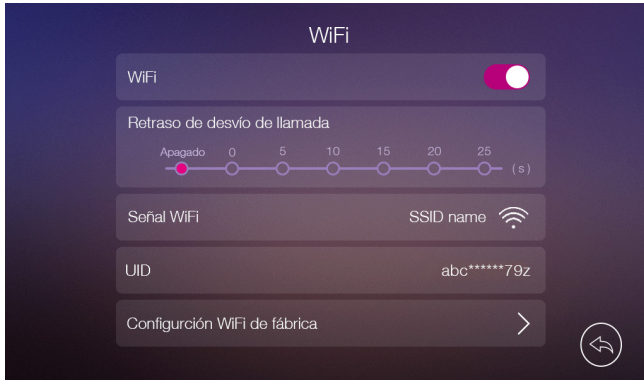 WiFi
WiFi
Retraso de desvío de llamada
Apagado 0 5 10 15 20 25
(s)
Señal WiFi SSID name
UID abc******79z
Configurción WiFi de fábrica